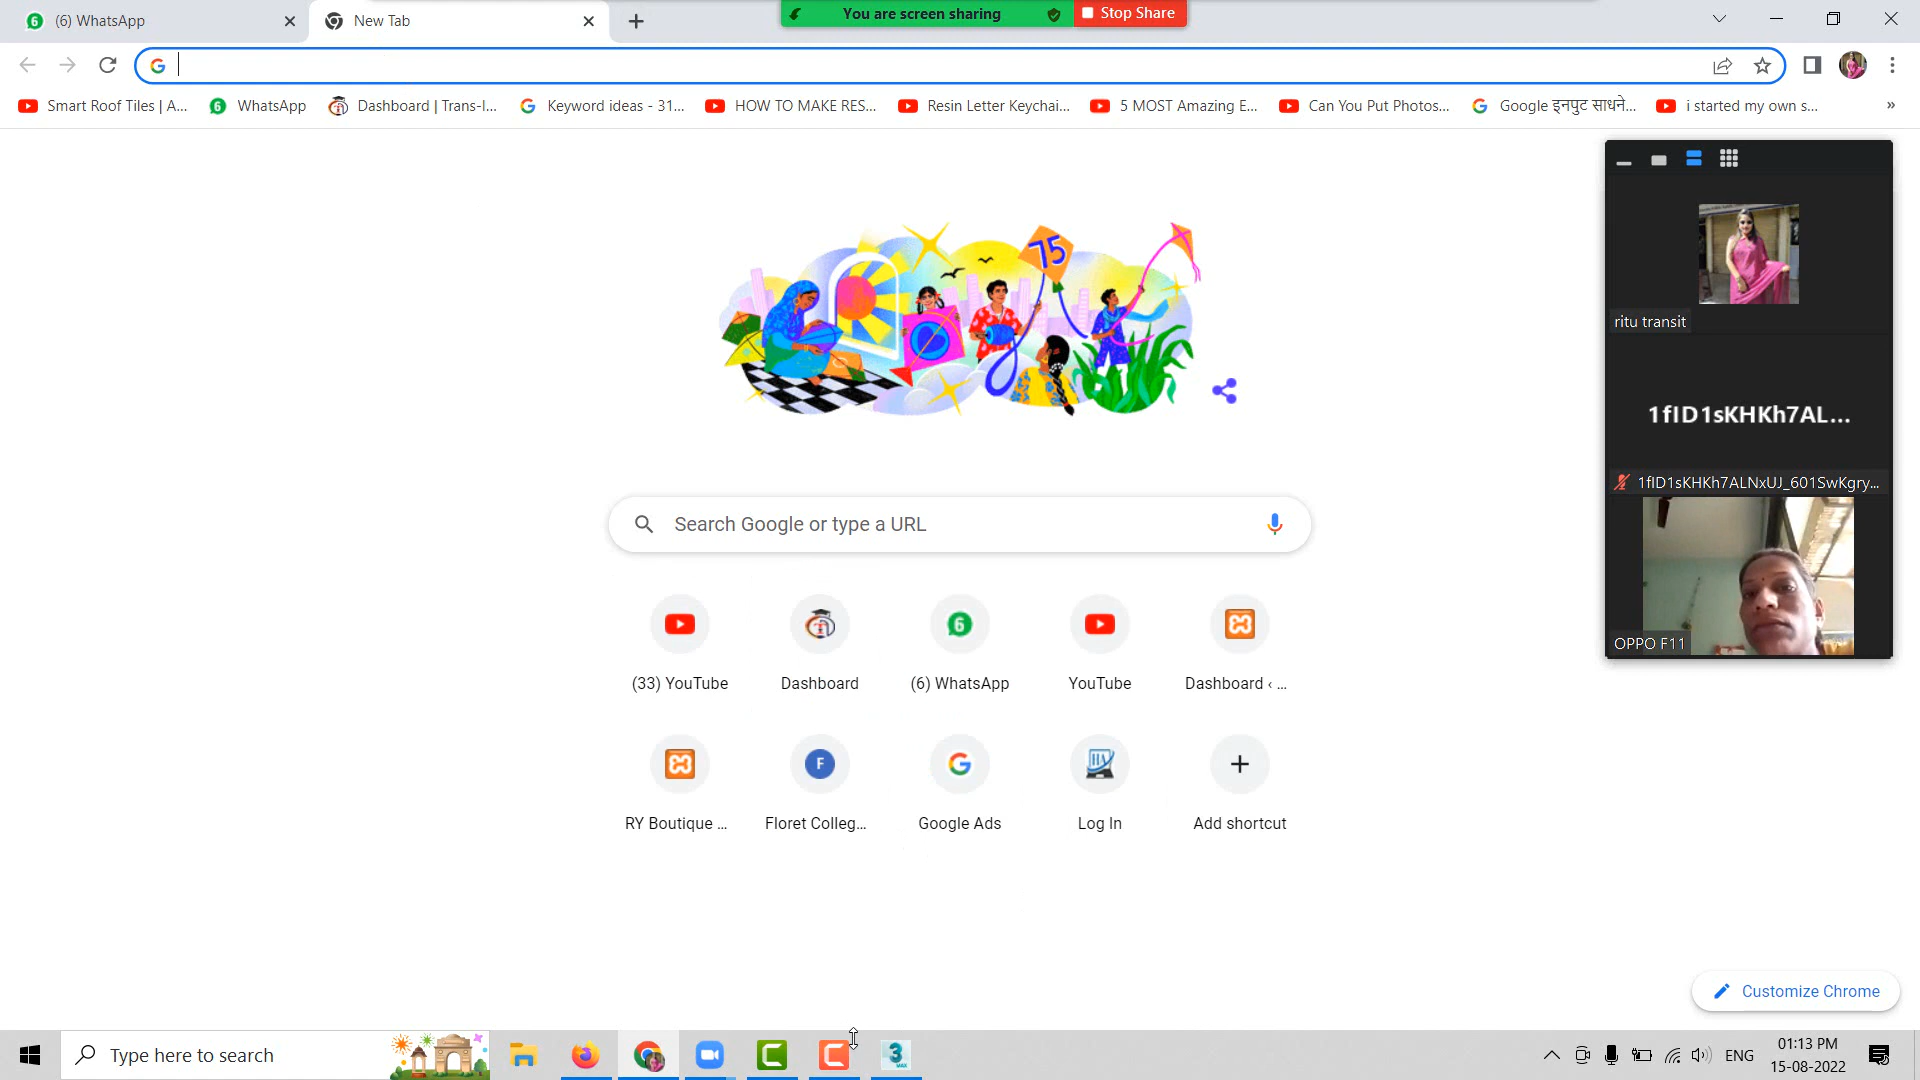 (6) WhatsApp
New Tab
You are screen sharing
Stop Share
Smart Roof Tiles | A...
WhatsApp
Dashboard | Trans-I...
Keyword ideas - 31...
HOW TO MAKE RES...
Resin Letter Keychai...
5 MOST Amazing E...
Can You Put Photos...
Google इनपुट साधने...
i started my own s...
»
75
ritu transit
1fID1sKHKh7AL...
1fID1sKHKh7ALNxUJ_601SwKgry...
OPPO F11
Search Google or type a URL
(33) YouTube
Dashboard
(6) WhatsApp
YouTube
Dashboard ‹ ...
RY Boutique ...
F
Floret Colleg...
Google Ads
Log In
Add shortcut
Customize Chrome
Type here to search
ENG
01:13 PM
15-08-2022